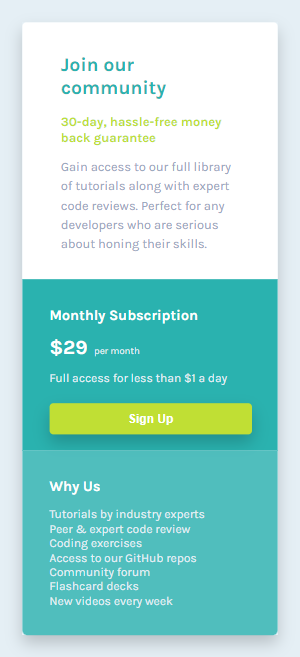 Join our
community
30-day, hassle-free money
back guarantee
Gain access to our full library
of tutorials along with expert
code reviews. Perfect for any
developers who are serious
about honing their skills.
Monthly Subscription
$29 per month
Full access for less than $1 a day
Sign Up
Why Us
Tutorials by industry experts
Peer & expert code review
Coding exercises
Access to our GitHub repos
Community forum
Flashcard decks
New videos every week